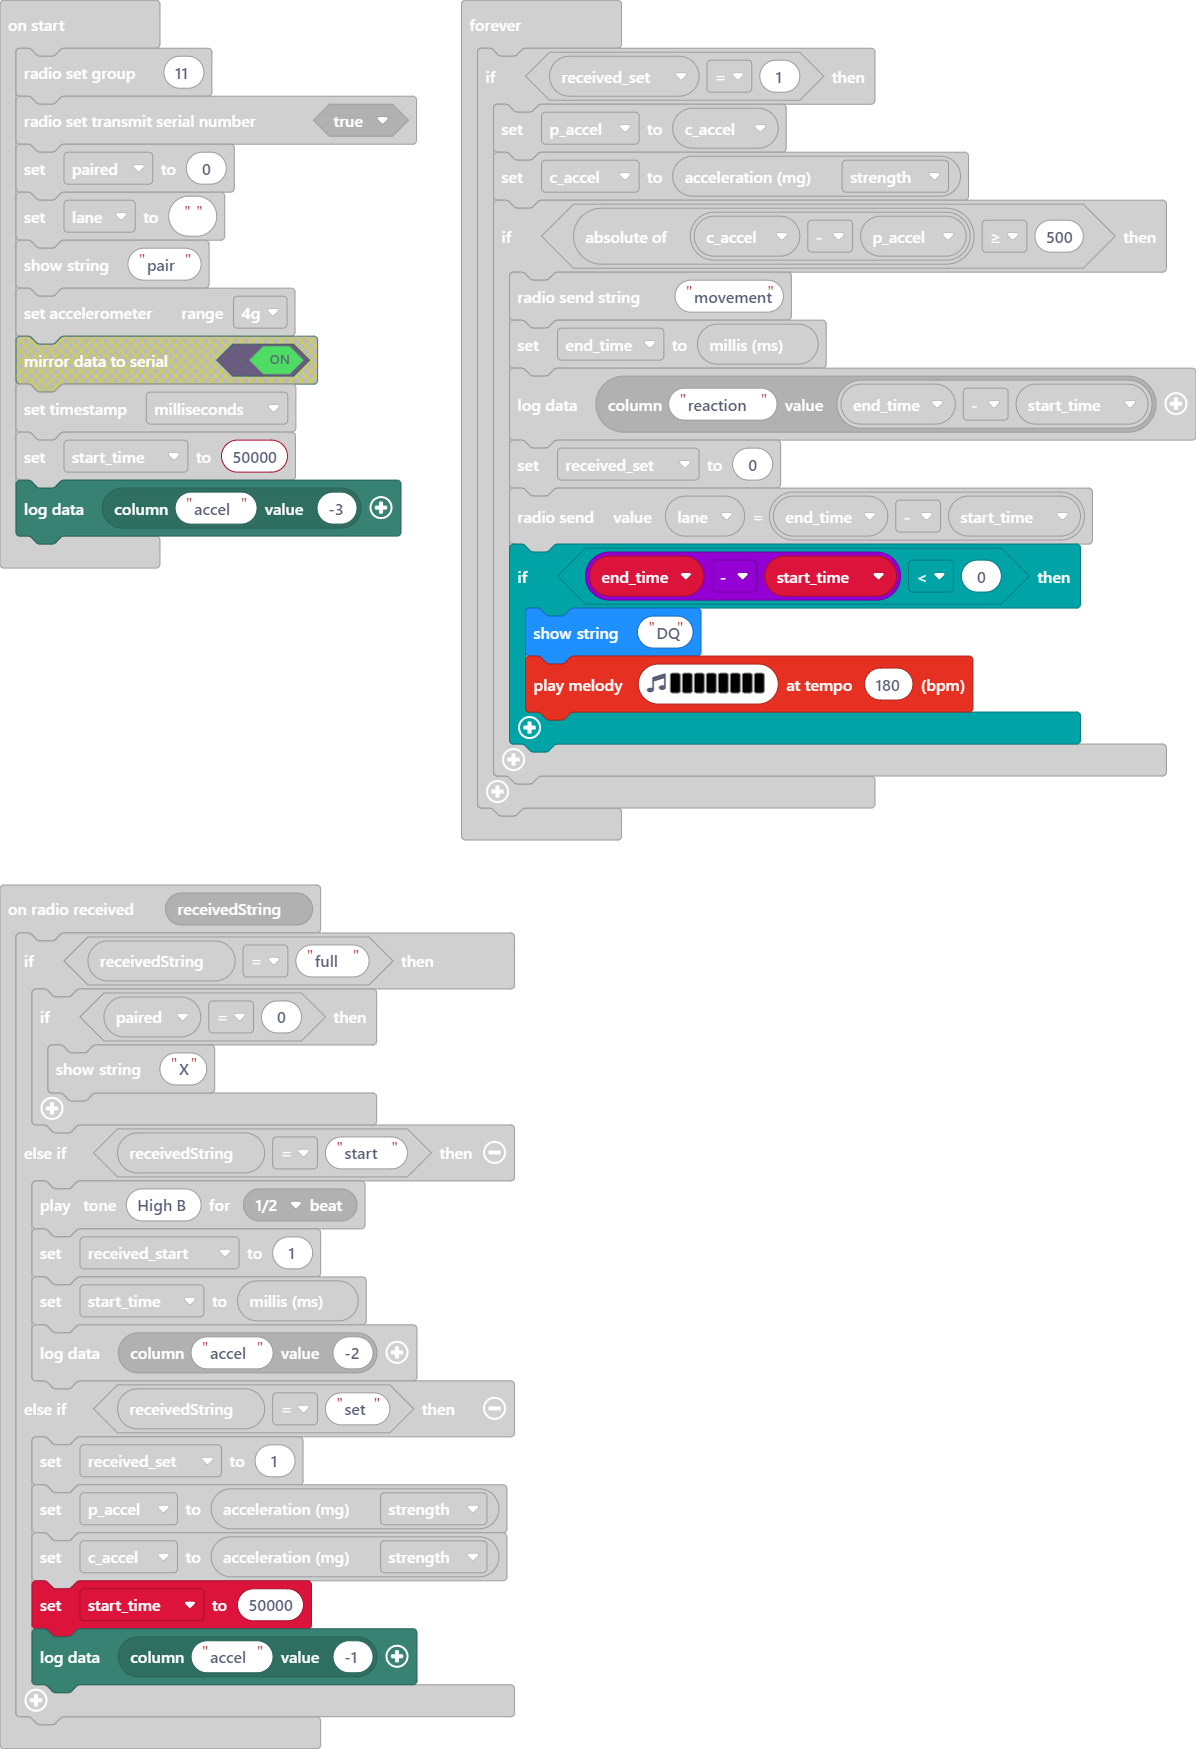 on start
radio set group 11
radio set transmit serial number true
set paired to 0
set lane to " "
show string "pair "
set accelerometer range 4g
mirror data to serial ON
set timestamp milliseconds
set start_time to 50000
log data column "accel " value -3
forever
if received_set = 1 then
set p_accel to c_accel
set c_accel to acceleration (mg) strength
if absolute of c_accel - p_accel ≥ 500 then
radio send string "movement"
set end_time to millis (ms)
log data column "reaction " value end_time - start_time
set received_set to 0
radio send value lane = end_time - start_time
if end_time - start_time < 0 then
show string "DQ"
play melody at tempo 180 (bpm)
on radio received receivedString
if receivedString = "full " then
if paired = 0 then
show string "X"
else if receivedString = "start " then
play tone High B for 1/2 beat
set received_start to 1
set start_time to millis (ms)
log data column "accel " value -2
else if receivedString = "set " then
set received_set to 1
set p_accel to acceleration (mg) strength
set c_accel to acceleration (mg) strength
set start_time to 50000
log data column "accel " value -1